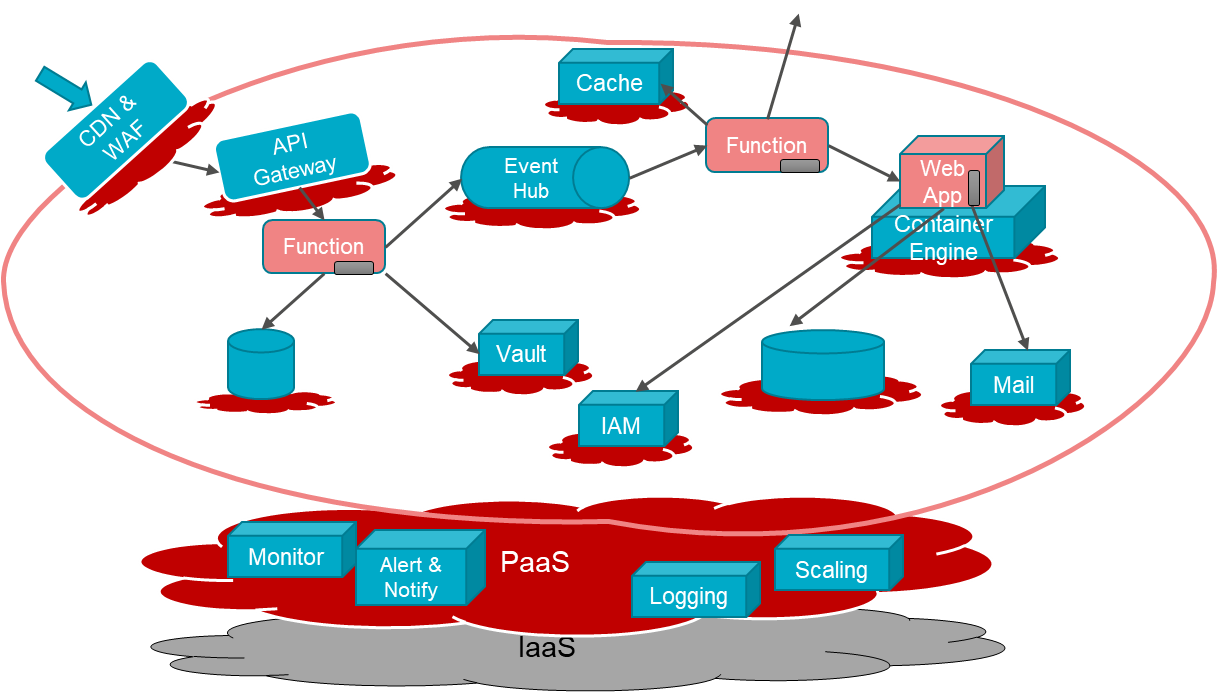 CDN &
WAF
API
Gateway
Cache
Event
Hub
Function
Web
App
Container
Engine
Function
Vault
IAM
Mail
Monitor
Alert &
Notify
PaaS
Logging
Scaling
IaaS